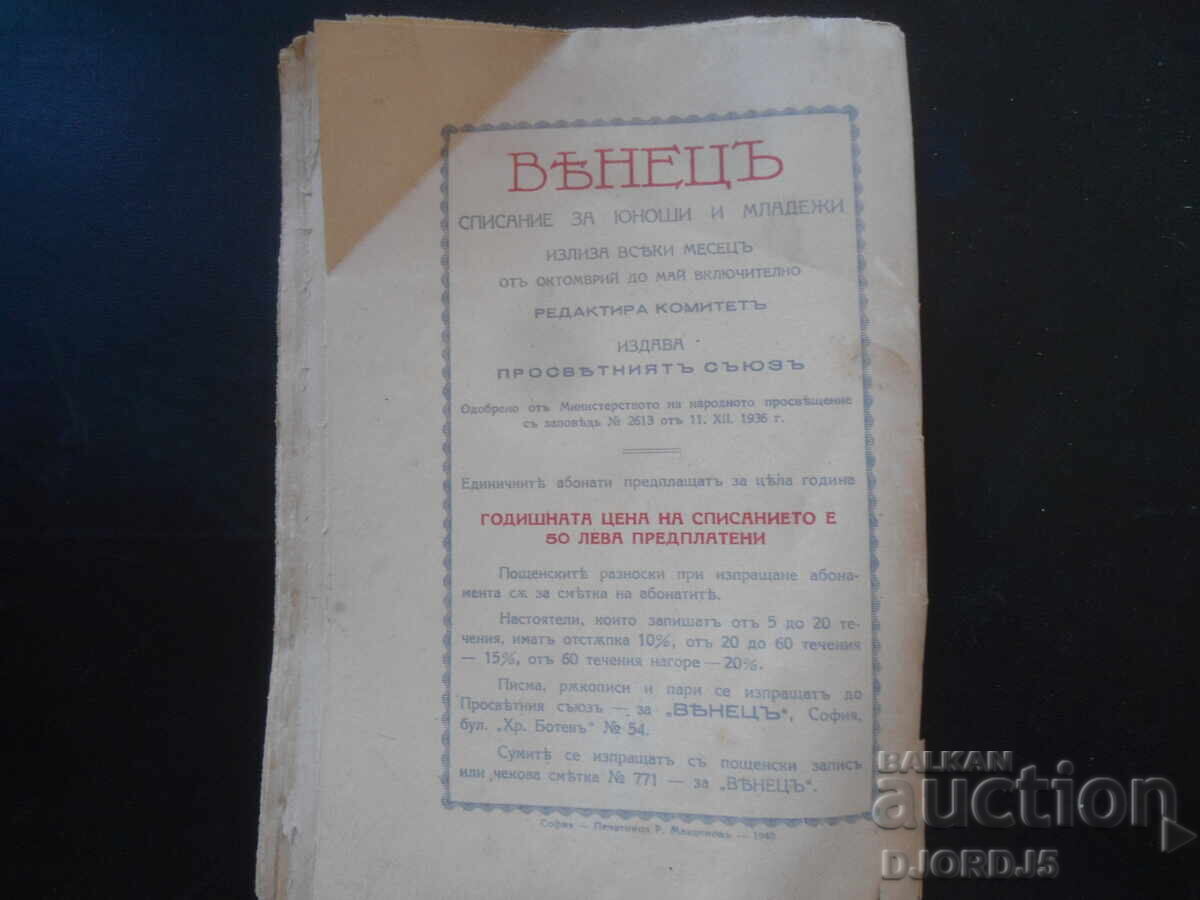 ВѢНЕЦЪ
СПИСАНИЕ ЗА ЮНОШИ И МЛАДЕЖИ
ИЗЛИЗА ВСѢКИ МЕСЕЦЪ
ОТЪ ОКТОМВРИЙ ДО МАЙ ВКЛЮЧИТЕЛНО
РЕДАКТИРА КОМИТЕТЪ
ИЗДАВА
ПРОСВѢТНИЯТЪ СЪЮЗЪ
Одобрено отъ Министерството на народното просвѣщение
съ заповѣдь № 2613 отъ 11. XII. 1936 г.
Единичнитѣ абонати предплащатъ за цѣла година
ГОДИШНАТА ЦЕНА НА СПИСАНИЕТО Е
50 ЛЕВА ПРЕДПЛАТЕНИ
Пощенскитѣ разноски при изпращане абона-
мента сѫ за смѣтка на абонатитѣ.
Настоятели, които запишатъ отъ 5 до 20 те-
чения, иматъ отстѫпка 10%, отъ 20 до 60 течения
— 15%, отъ 60 течения нагоре — 20%.
Писма, рѫкописи и пари се изпращатъ до
Просвѣтния съюзъ — за „ВѢНЕЦЪ“, София,
бул. „Хр. Ботевъ“ № 54.
Сумитѣ се изпращатъ съ пощенски записъ
или чекова смѣтка № 771 — за „ВѢНЕЦЪ“.
София — Печатница Р. Младеновъ — 1940
BALKAN
auction
DJORDJ5